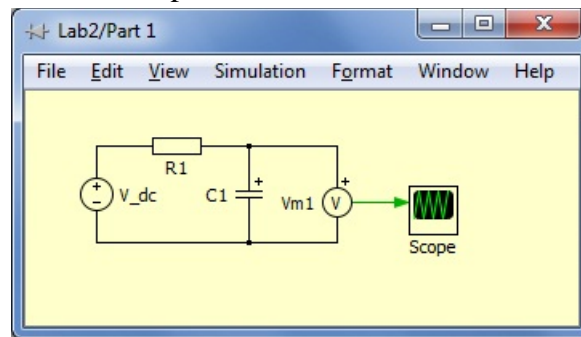 Lab2/Part 1
File Edit View Simulation Format Window Help
R1
V_dc
C1
Vm1
V
Scope